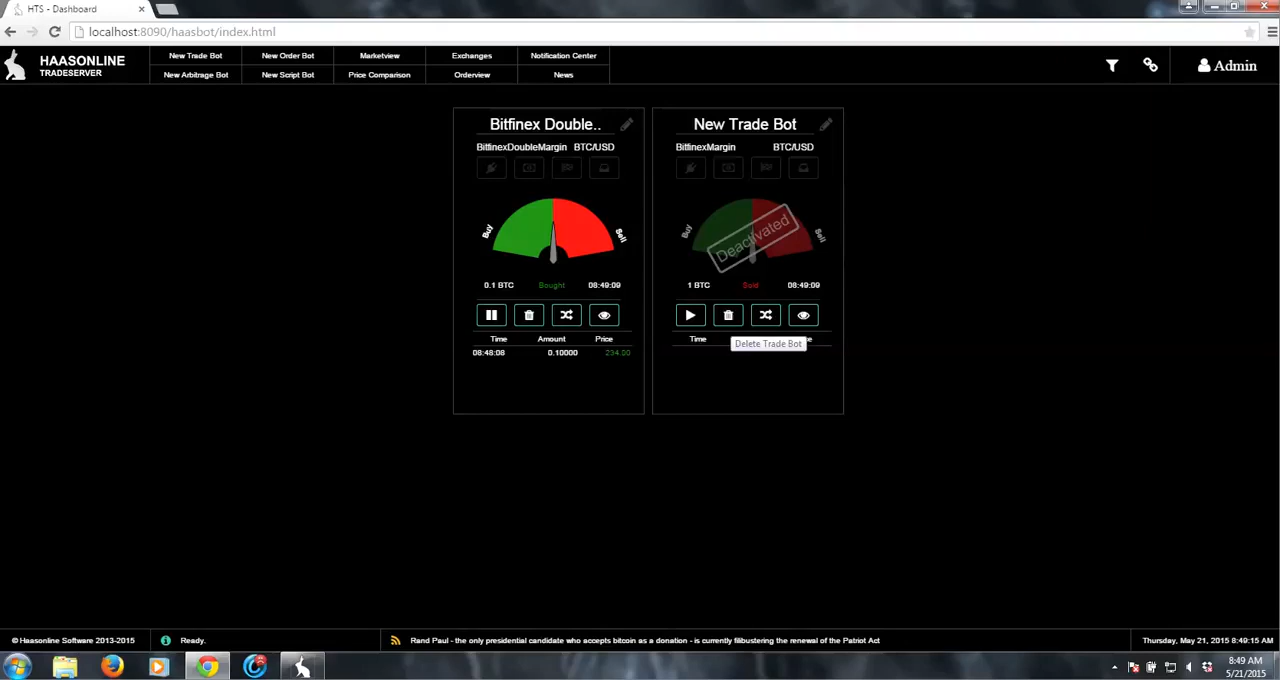 HTS - Dashboard
localhost:8090/haasbot/index.html
HAASONLINE
TRADESERVER
New Trade Bot
New Order Bot
Marketview
Exchanges
Notification Center
New Arbitrage Bot
New Script Bot
Price Comparison
Orderview
News
Admin
Bitfinex Double..
BitfinexDoubleMargin BTC/USD
Buy
Sell
0.1 BTC Bought 08:49:09
Time Amount Price
08:48:08 0.10000 234.00
New Trade Bot
BitfinexMargin BTC/USD
Buy
Deactivated
Sell
1 BTC Sold 08:49:09
Time
Delete Trade Bot
© Haasonline Software 2013-2015
Ready.
Rand Paul - the only presidential candidate who accepts bitcoin as a donation - is currently filibustering the renewal of the Patriot Act
Thursday, May 21, 2015 8:49:15 AM
8:49 AM
5/21/2015